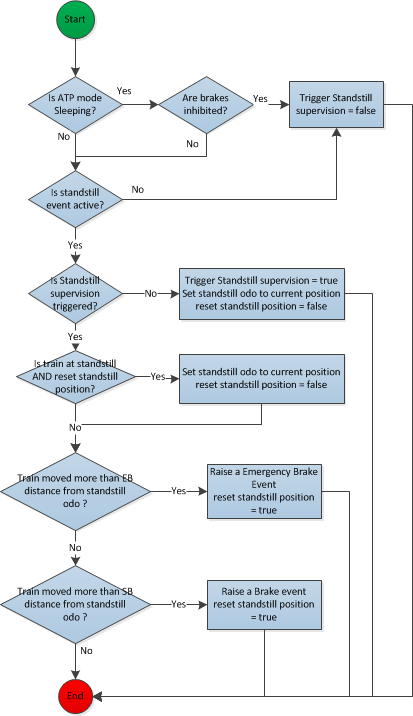 Start
Is ATP mode
Sleeping?
Yes
Are brakes
inhibited?
Yes
Trigger Standstill
supervision = false
No
No
Is standstill
event active?
No
Yes
Is Standstill
supervision
triggered?
No
Trigger Standstill supervision = true
Set standstill odo to current position
reset standstill position = false
Yes
Is train at standstill
AND reset standstill
position?
Yes
Set standstill odo to current position
reset standstill position = false
No
Train moved more than EB
distance from standstill
odo ?
Yes
Raise a Emergency Brake
Event
reset standstill position
= true
No
Train moved more than SB
distance from standstill
odo ?
Yes
Raise a Brake event
reset standstill position
= true
No
End